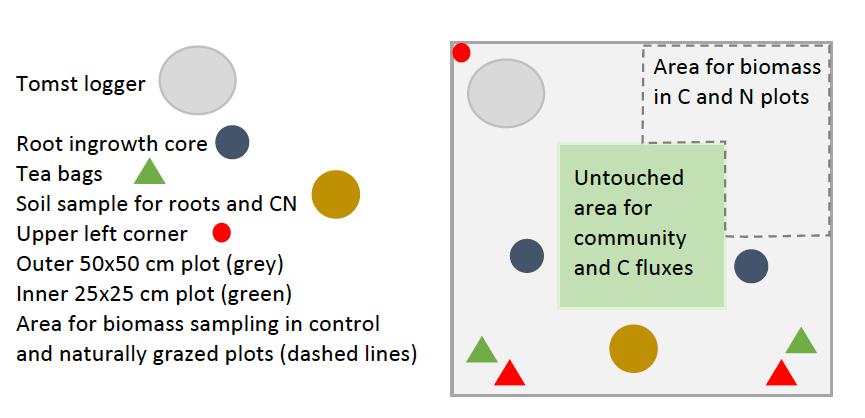 Tomst logger
Root ingrowth core
Tea bags
Soil sample for roots and CN
Upper left corner
Outer 50x50 cm plot (grey)
Inner 25x25 cm plot (green)
Area for biomass sampling in control
and naturally grazed plots (dashed lines)
Area for biomass
in C and N plots
Untouched
area for
community
and C fluxes